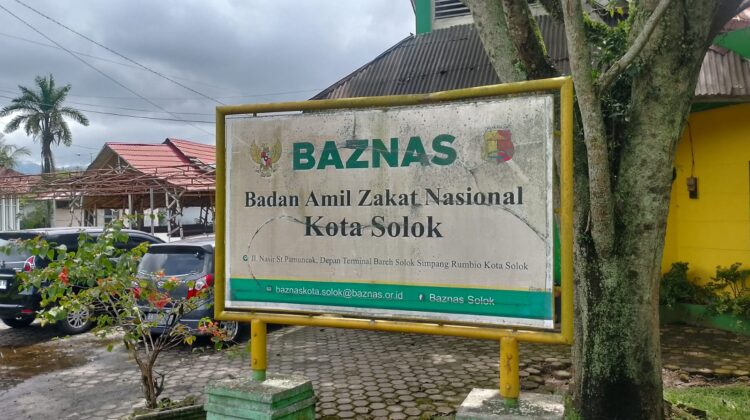 BAZNAS
Badan Amil Zakat Nasional
Kota Solok
Jl. Nasir St Pamuncak, Depan Terminal Bareh Solok Simpang Rumbio Kota Solok
baznaskota.solok@baznas.or.id Baznas Solok